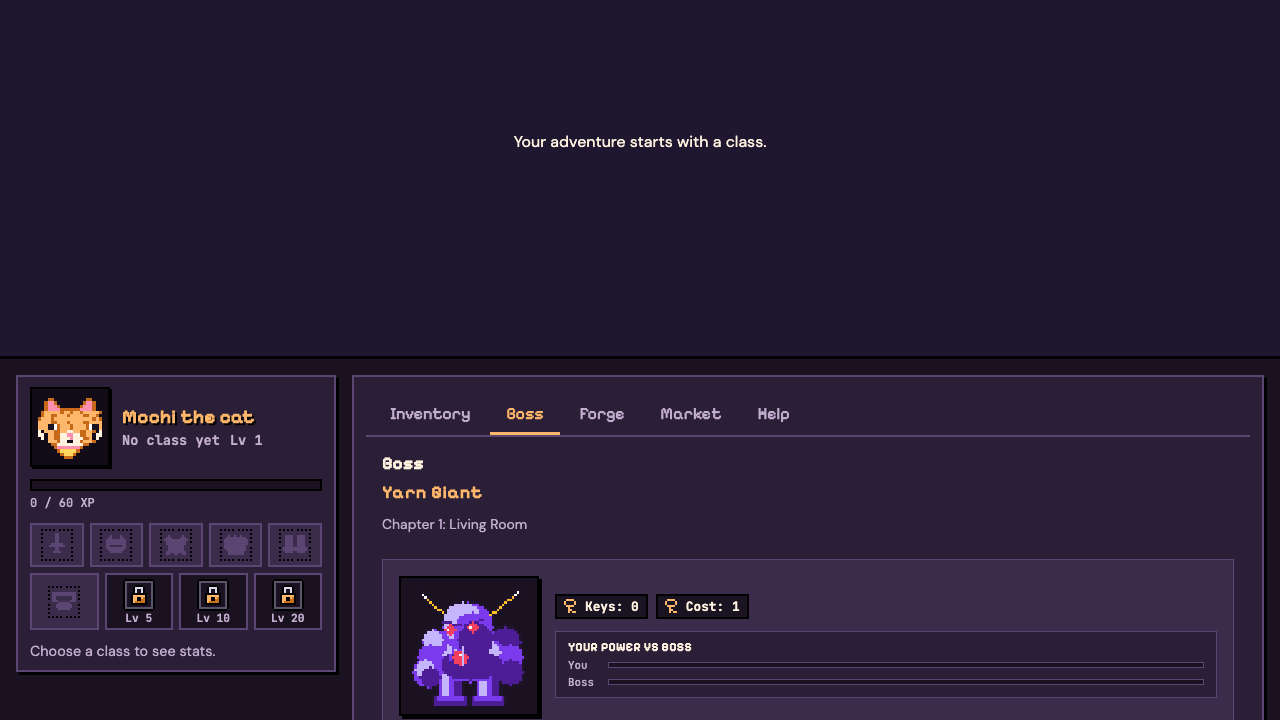 Your adventure starts with a class.
Mochi the cat
No class yet Lv 1
0 / 60 XP
Lv 5
Lv 10
Lv 20
Choose a class to see stats.
Inventory Boss Forge Market Help
Boss
Yarn Giant
Chapter 1: Living Room
Keys: 0 Cost: 1
YOUR POWER VS BOSS
You
Boss